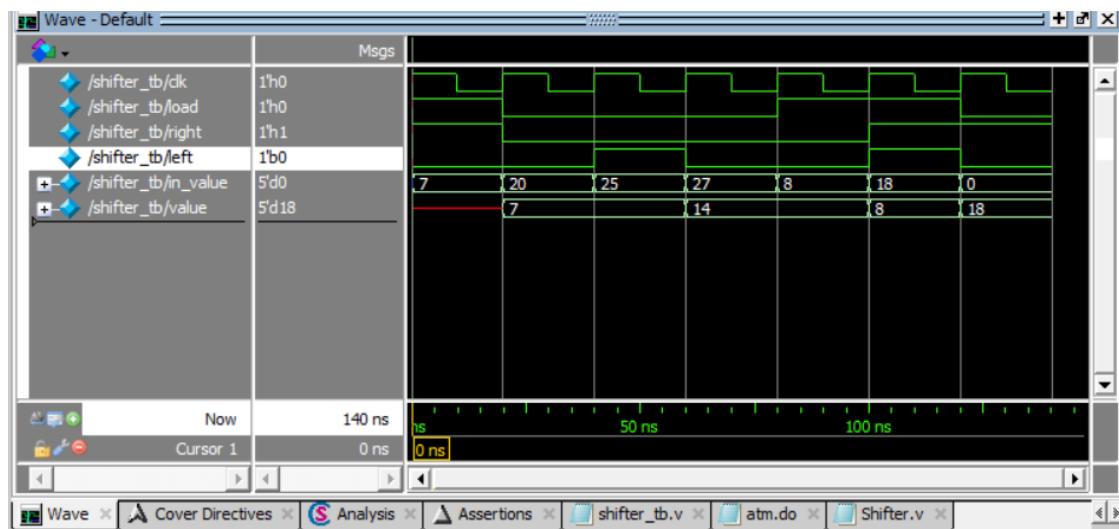 Wave - Default
Msgs
/shifter_tb/clk 1'h0
/shifter_tb/load 1'h0
/shifter_tb/right 1'h1
/shifter_tb/left 1'b0
/shifter_tb/in_value 5'd0 7 20 25 27 8 18 0
/shifter_tb/value 5'd18 7 14 8 18
Now 140 ns ns 50 ns 100 ns
Cursor 1 0 ns 0 ns
Wave Cover Directives Analysis Assertions shifter_tb.v atm.do Shifter.v